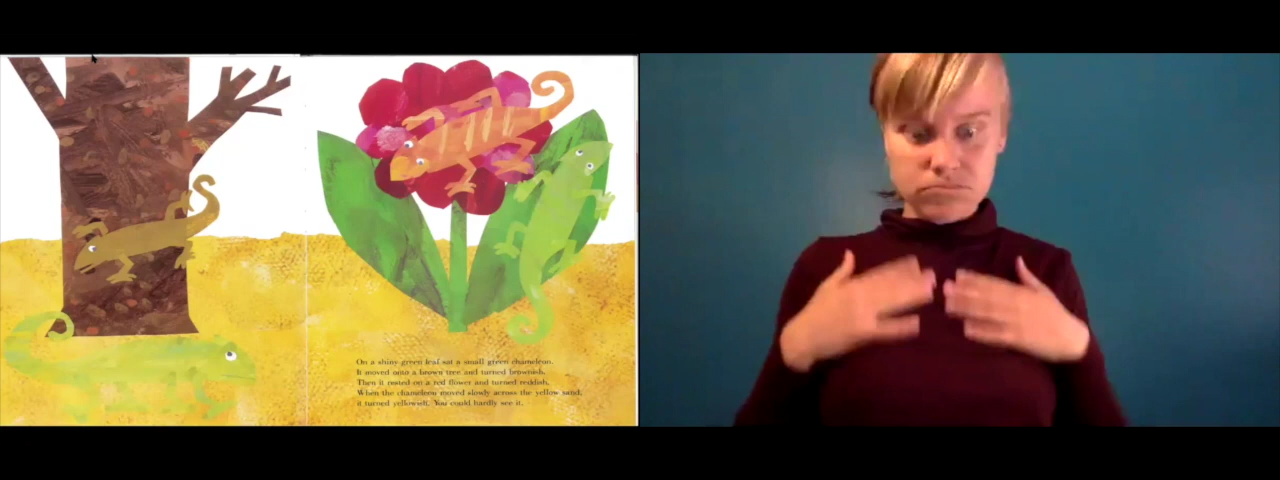 On a shiny green leaf sat a small green chameleon.
It moved onto a brown tree and turned brownish.
Then it rested on a red flower and turned reddish.
When the chameleon moved slowly across the yellow sand,
it turned yellowish. You could hardly see it.